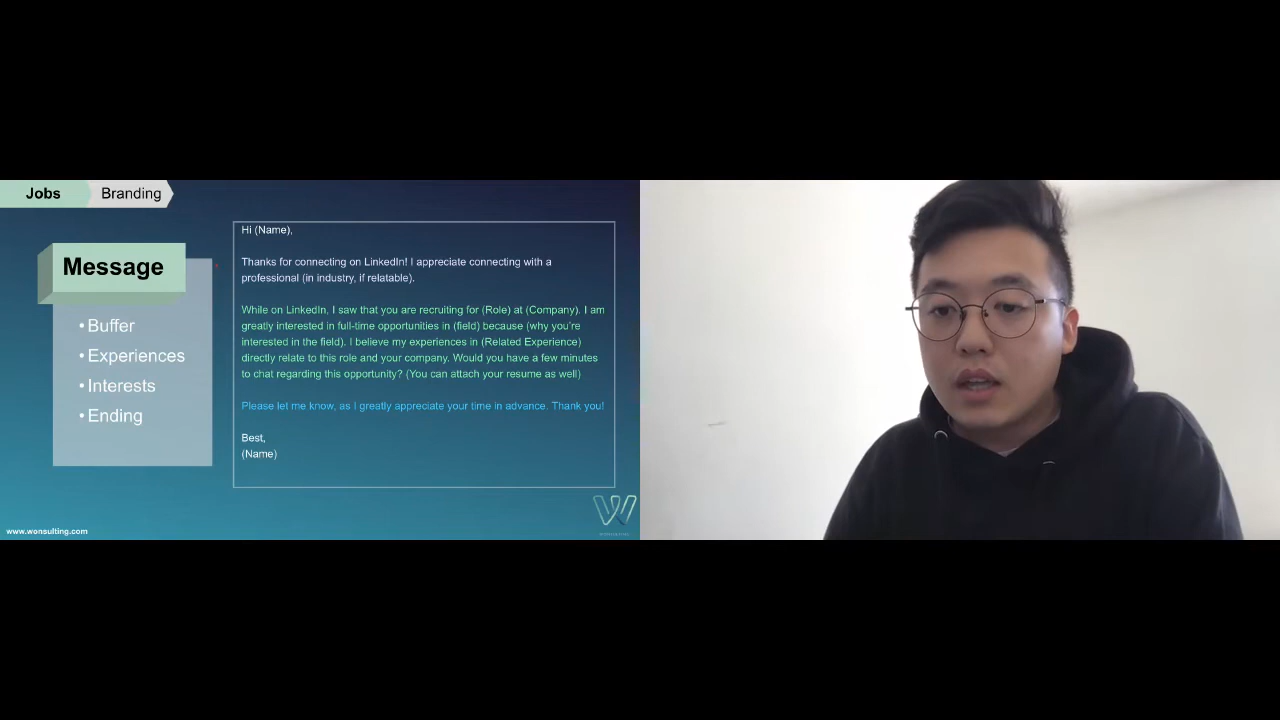 Jobs
Branding
Message
•Buffer
•Experiences
•Interests
•Ending
Hi (Name),
Thanks for connecting on LinkedIn! I appreciate connecting with a
professional (in industry, if relatable).
While on LinkedIn, I saw that you are recruiting for (Role) at (Company). I am
greatly interested in full-time opportunities in (field) because (why you're
interested in the field). I believe my experiences in (Related Experience)
directly relate to this role and your company. Would you have a few minutes
to chat regarding this opportunity? (You can attach your resume as well)
Please let me know, as I greatly appreciate your time in advance. Thank you!
Best,
(Name)
www.wonsulting.com